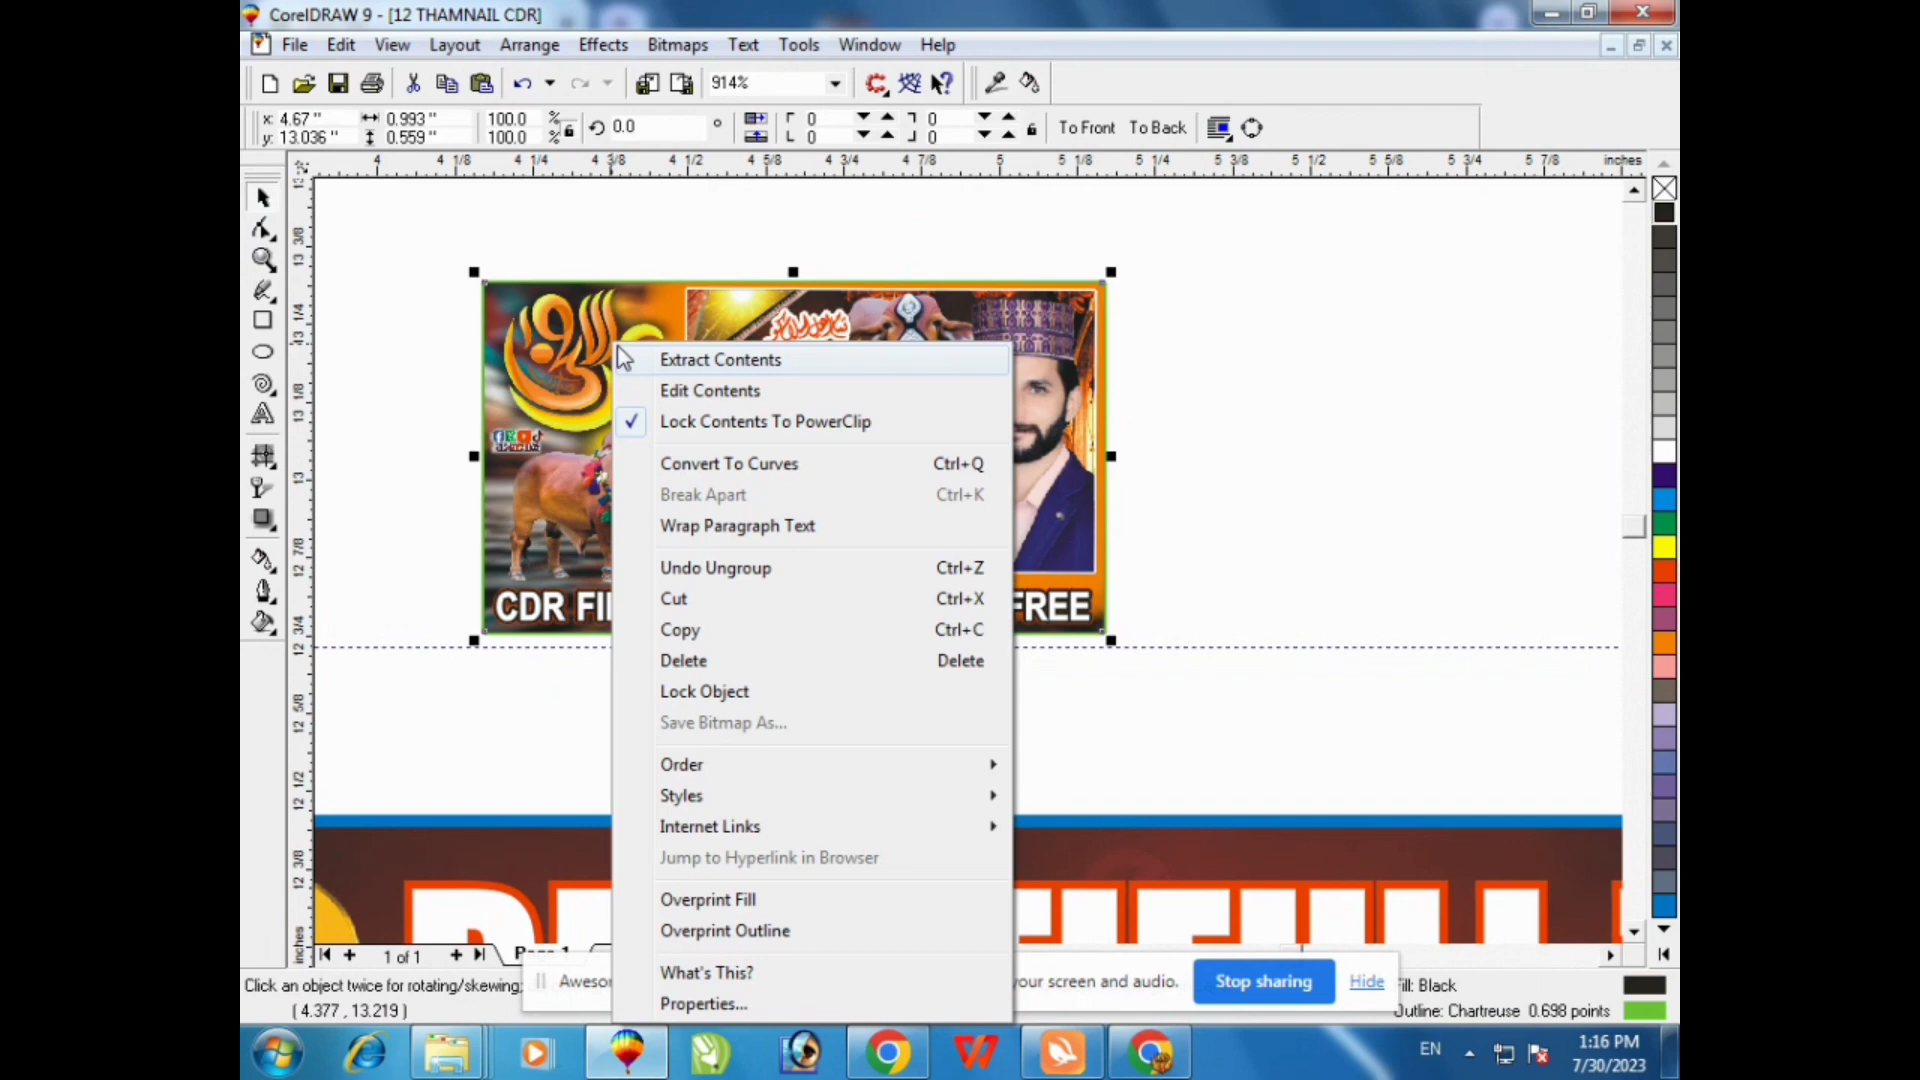 CorelDRAW 9 - [12 THAMNAIL CDR]
File Edit View Layout Arrange Effects Bitmaps Text Tools Window Help
914%
x: 4.67 " 0.993 " 100.0 % 0.0 ° 0 0 To Front To Back
y: 13.036 " 0.559 " 100.0 % 0 0
4 4 1/8 4 1/4 4 3/8 4 1/2 4 5/8 4 3/4 4 7/8 5 5 1/8 5 1/4 5 3/8 5 1/2 5 5/8 5 3/4 5 7/8 inches
Extract Contents
Edit Contents
Lock Contents To PowerClip
Convert To Curves Ctrl+Q
Break Apart Ctrl+K
Wrap Paragraph Text
Undo Ungroup Ctrl+Z
Cut Ctrl+X
CDR FI FREE
Copy Ctrl+C
Delete Delete
Lock Object
Save Bitmap As...
Order
Styles
Internet Links
Jump to Hyperlink in Browser
Overprint Fill
Overprint Outline
What's This?
Properties...
1 of 1 Page 1
Aweso your screen and audio. Stop sharing Hide
Click an object twice for rotating/skewing; Fill: Black
( 4.377 , 13.219 ) Outline: Chartreuse 0.698 points
EN 1:16 PM
7/30/2023